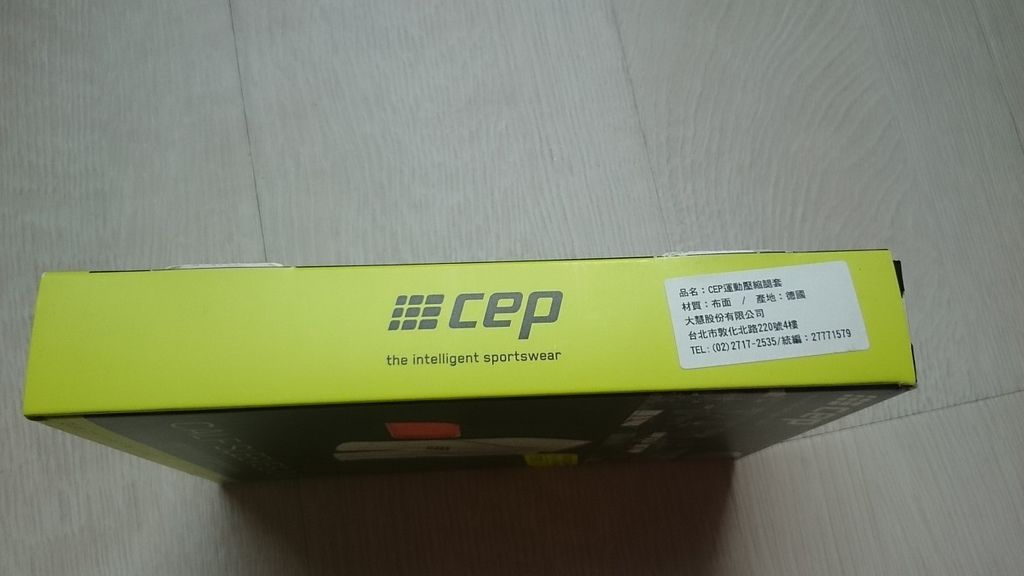 cep
the intelligent sportswear
品名：CEP運動壓縮腿套
材質：布面 / 產地：德國
大慧股份有限公司
台北市敦化北路220號4樓
TEL:(02)2717-2535/統編：27771579
cep